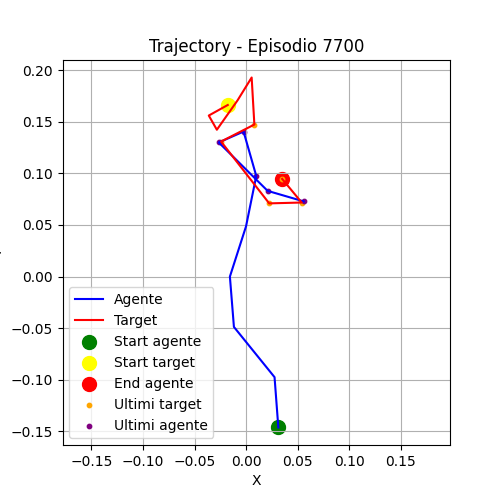 Trajectory - Episodio 7700
0.20
0.15
0.10
0.05
0.00
−0.05
−0.10
−0.15
Agente
Target
Start agente
Start target
End agente
Ultimi target
Ultimi agente
−0.15 −0.10 −0.05 0.00 0.05 0.10 0.15
X